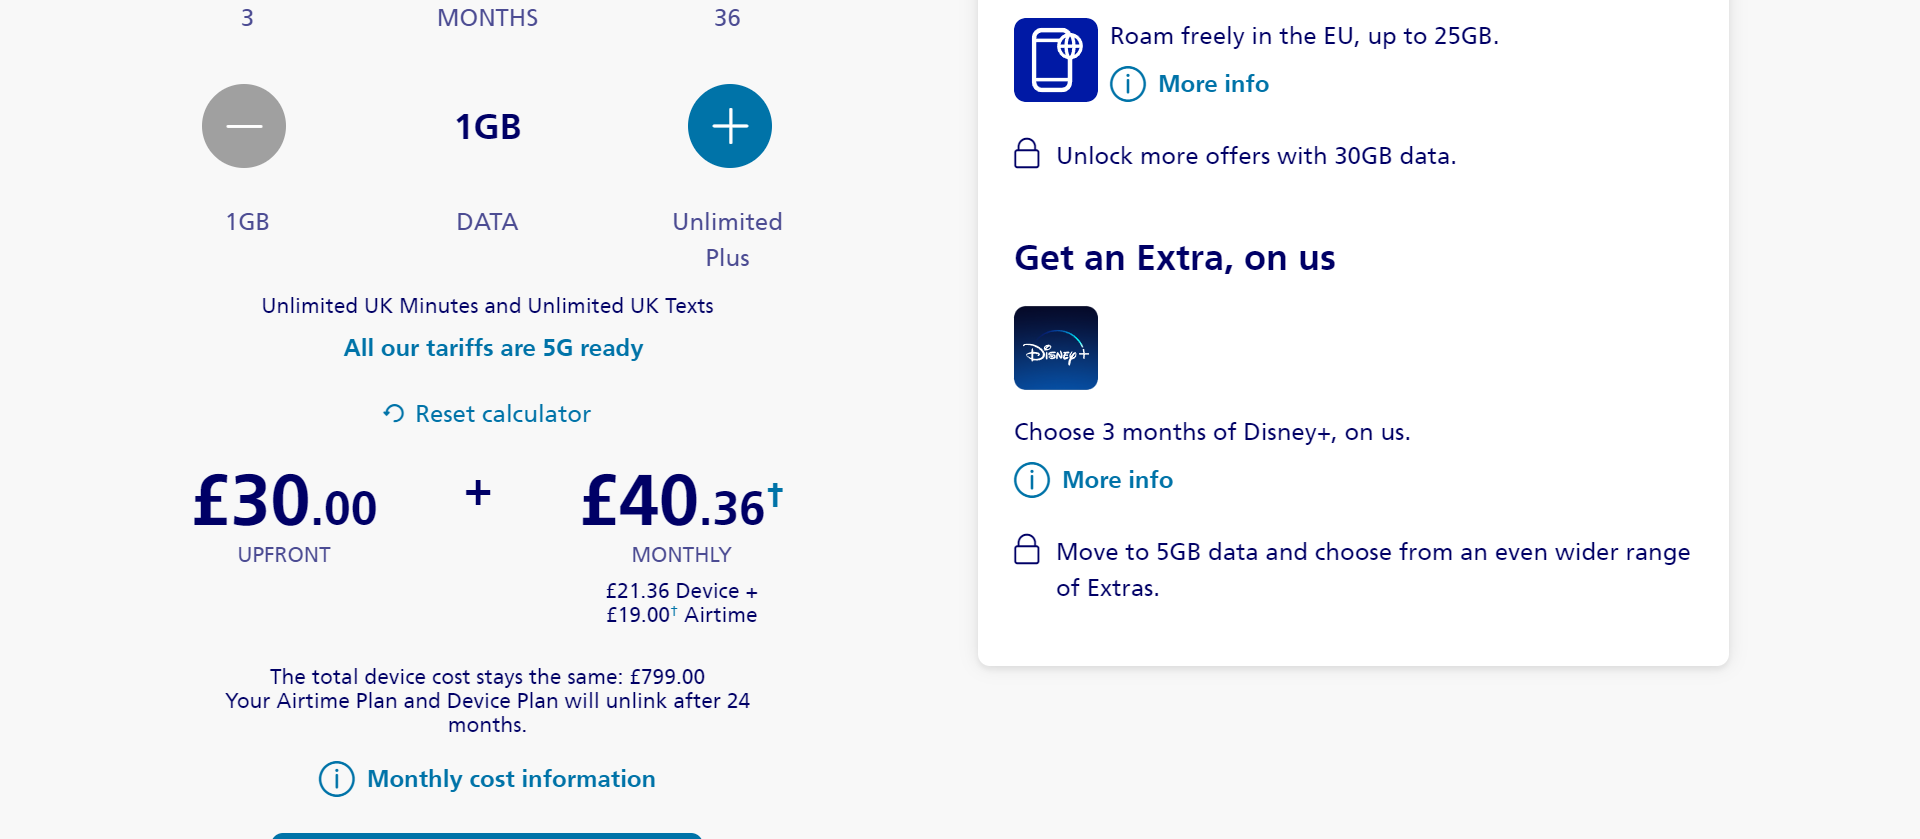 3 MONTHS 36
1GB
1GB DATA Unlimited
Plus
Unlimited UK Minutes and Unlimited UK Texts
All our tariffs are 5G ready
Reset calculator
£30.00 + £40.36†
UPFRONT MONTHLY
£21.36 Device +
£19.00† Airtime
The total device cost stays the same: £799.00
Your Airtime Plan and Device Plan will unlink after 24
months.
Monthly cost information
Roam freely in the EU, up to 25GB.
More info
Unlock more offers with 30GB data.
Get an Extra, on us
Disney+
Choose 3 months of Disney+, on us.
More info
Move to 5GB data and choose from an even wider range
of Extras.